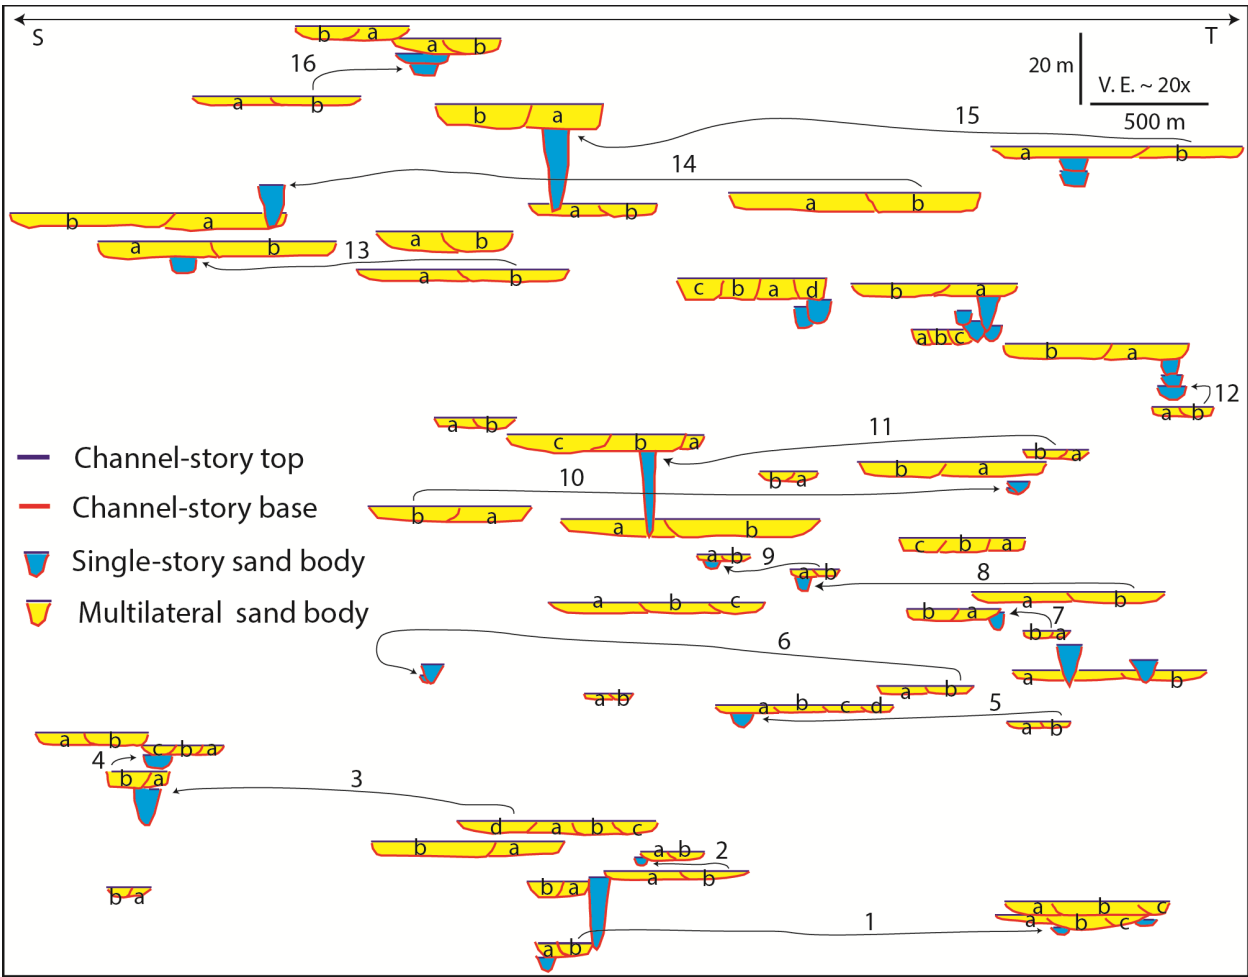 S
T
b a
a b
16
20 m
V. E. ~ 20x
500 m
a b
b a
15
a b
14
a b
a b
b a
a b
13
a b
a b
c b a d
b a
a b c
b a
12
a b
a b
c b a
11
b a
b a
b a
10
b a
a b
Channel-story top
Channel-story base
Single-story sand body
Multilateral sand body
c b a
a b
9
a b
8
a b
a b c
b a
7
b a
6
a b
a b
a b
a b c d
5
a b
a b
c b a
4
b a
3
d a b c
b a
a b
2
a b
b a
b a
a b c
1
a b c
a b